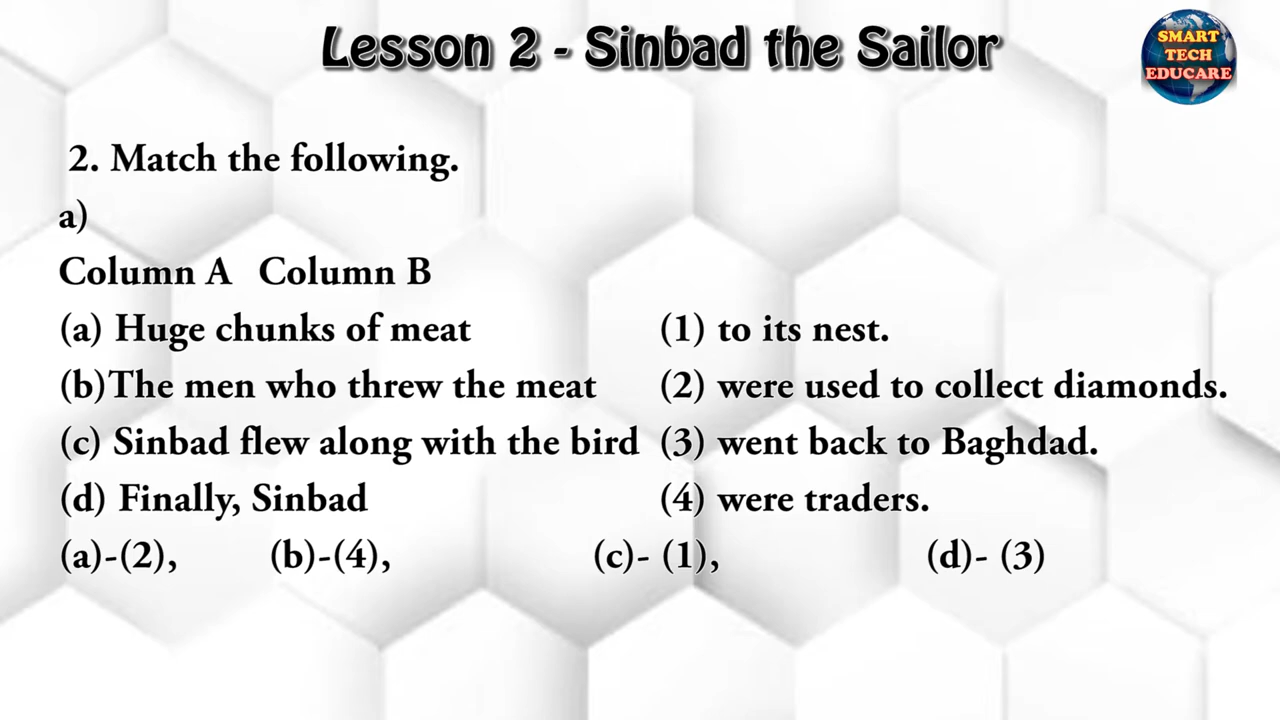 Lesson 2 - Sinbad the Sailor
SMART
TECH
EDUCARE
2. Match the following.
a)
Column A Column B
(a) Huge chunks of meat (1) to its nest.
(b)The men who threw the meat (2) were used to collect diamonds.
(c) Sinbad flew along with the bird (3) went back to Baghdad.
(d) Finally, Sinbad (4) were traders.
(a)-(2), (b)-(4), (c)- (1), (d)- (3)